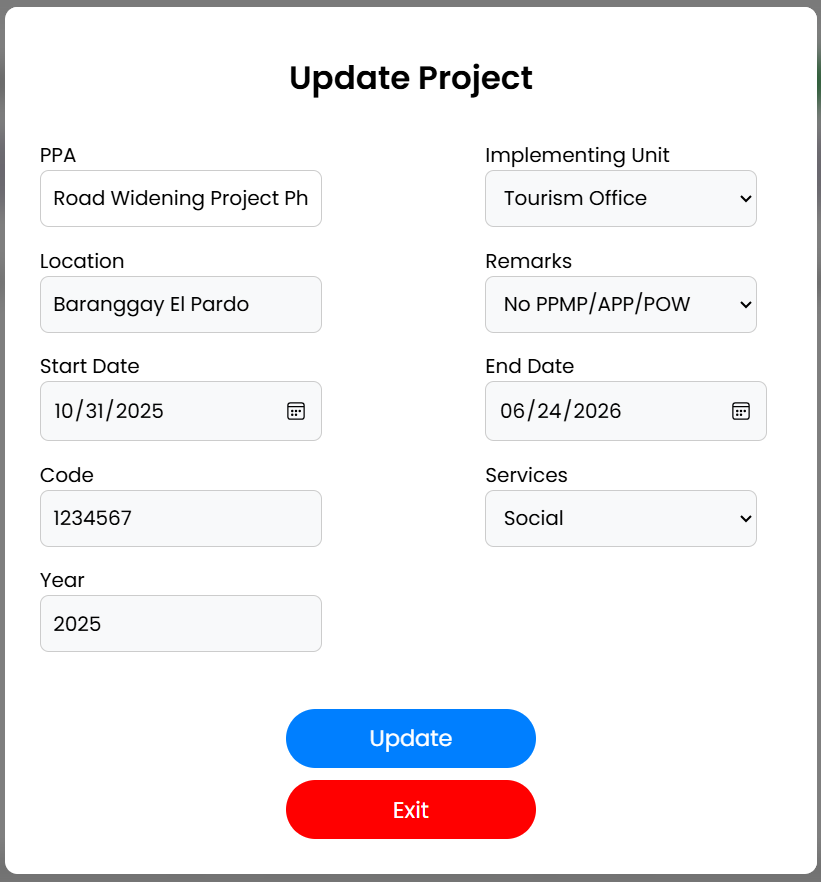 Update Project
PPA
Implementing Unit
Road Widening Project Ph
Tourism Office
Location
Remarks
Baranggay El Pardo
No PPMP/APP/POW
Start Date
End Date
10/31/2025
06/24/2026
Code
Services
1234567
Social
Year
2025
Update
Exit